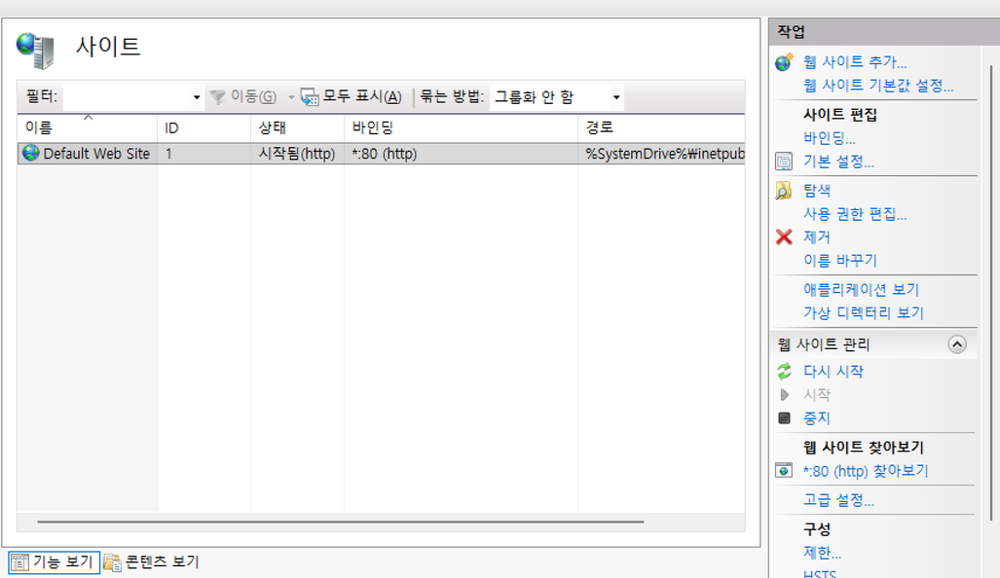 사이트
필터: 이동(G) 모두 표시(A) 묶는 방법: 그룹화 안 함
이름 ID 상태 바인딩 경로
Default Web Site 1 시작됨(http) *:80 (http) %SystemDrive%₩inetpub
기능 보기 콘텐츠 보기
작업
웹 사이트 추가...
웹 사이트 기본값 설정...
사이트 편집
바인딩...
기본 설정...
탐색
사용 권한 편집...
제거
이름 바꾸기
애플리케이션 보기
가상 디렉터리 보기
웹 사이트 관리
다시 시작
시작
중지
웹 사이트 찾아보기
*:80 (http) 찾아보기
고급 설정...
구성
제한...
HSTS